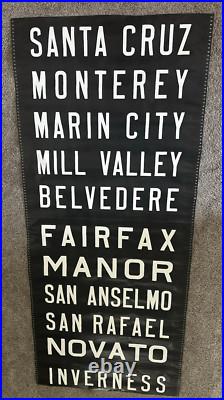 SANTA CRUZ
MONTEREY
MARIN CITY
MILL VALLEY
BELVEDERE
FAIRFAX
MANOR
SAN ANSELMO
SAN RAFAEL
NOVATO
INVERNESS